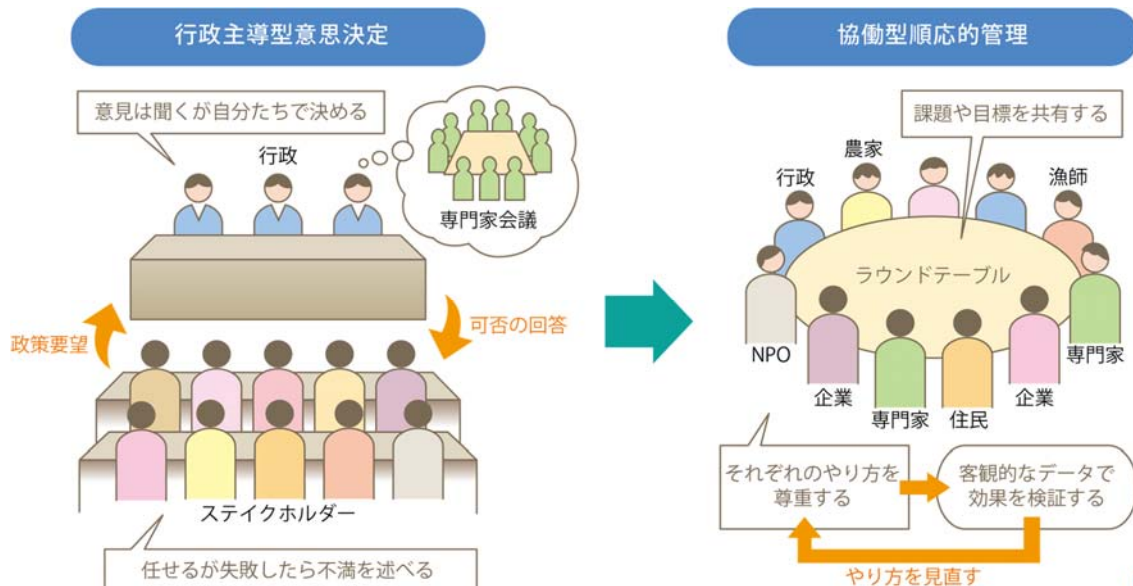 行政主導型意思決定
意見は聞くが自分たちで決める
行政
専門家会議
政策要望
可否の回答
ステイクホルダー
任せるが失敗したら不満を述べる
協働型順応的管理
課題や目標を共有する
農家
行政
漁師
ラウンドテーブル
NPO
企業
専門家
住民
企業
専門家
それぞれのやり方を
尊重する
客観的なデータで
効果を検証する
やり方を見直す